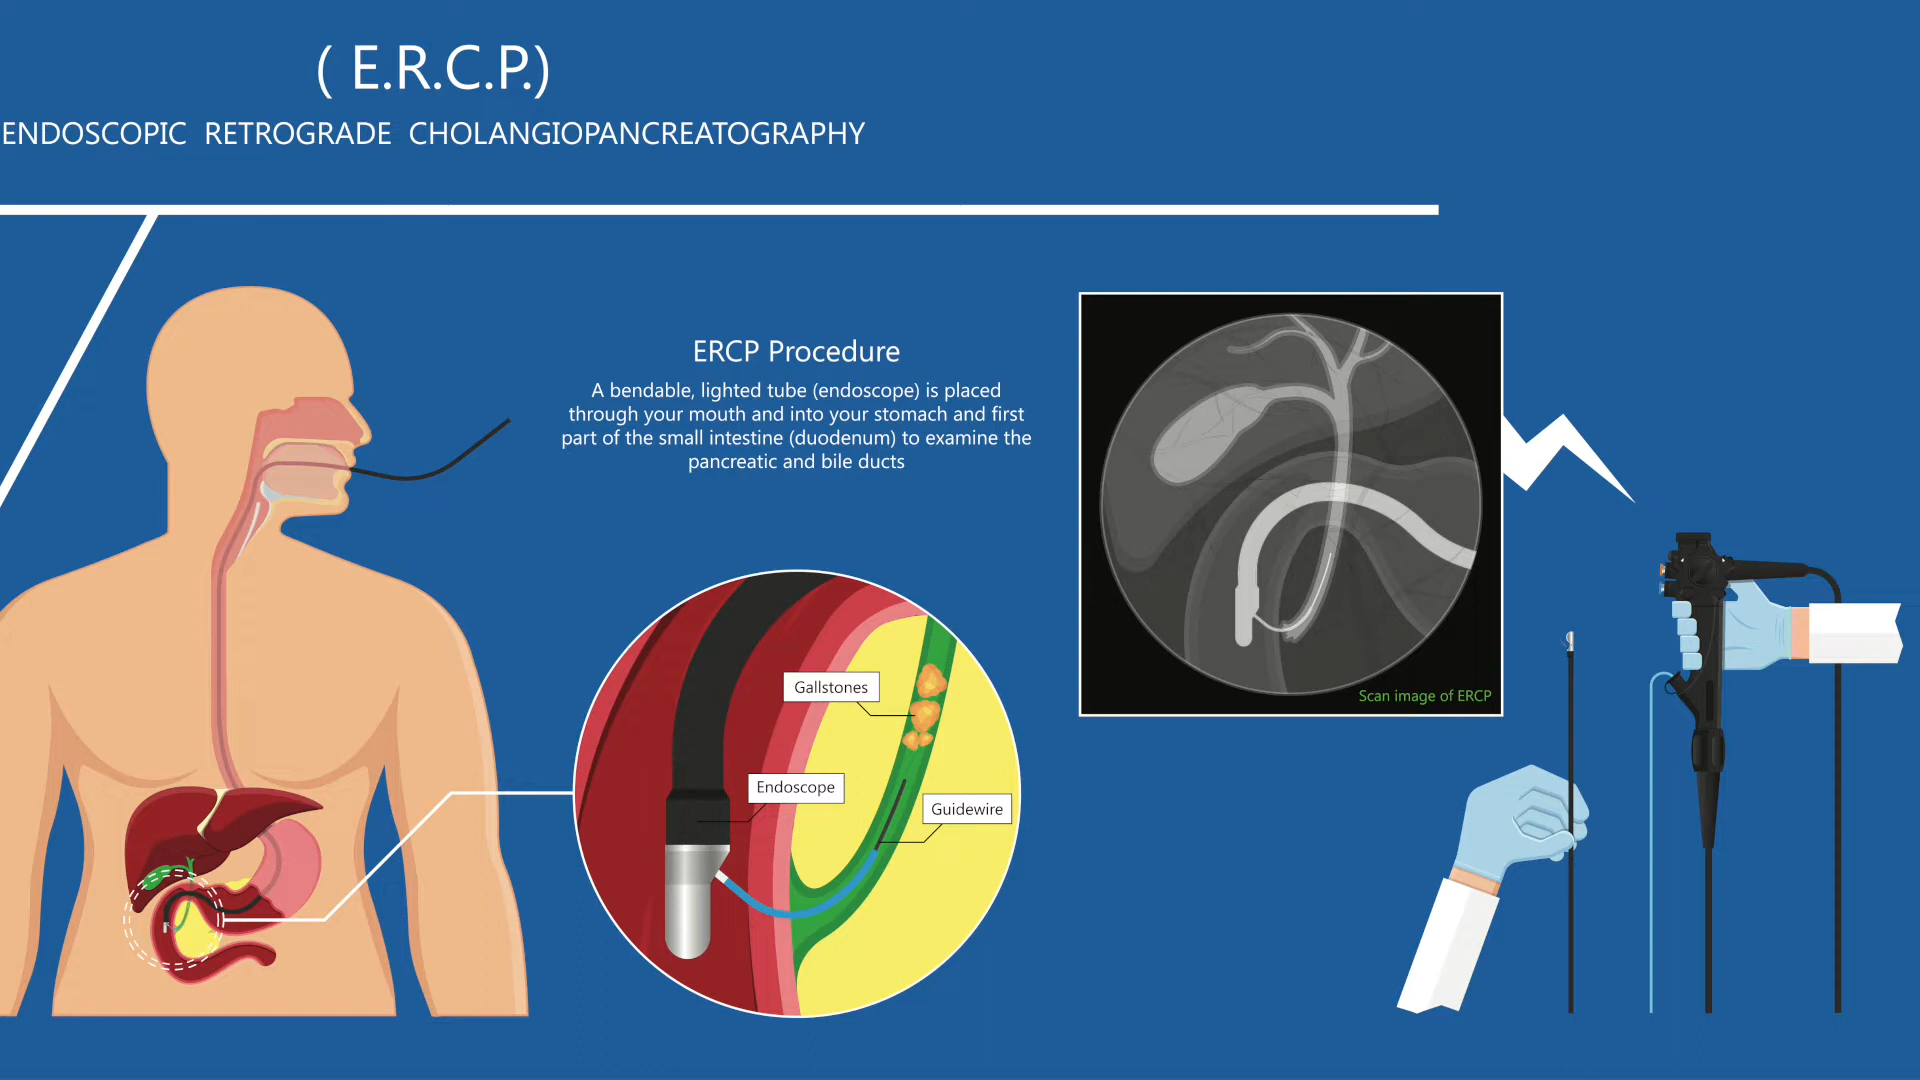 ( E.R.C.P.)
ENDOSCOPIC RETROGRADE CHOLANGIOPANCREATOGRAPHY
ERCP Procedure
A bendable, lighted tube (endoscope) is placed
through your mouth and into your stomach and first
part of the small intestine (duodenum) to examine the
pancreatic and bile ducts
Gallstones
Endoscope
Guidewire
Scan image of ERCP